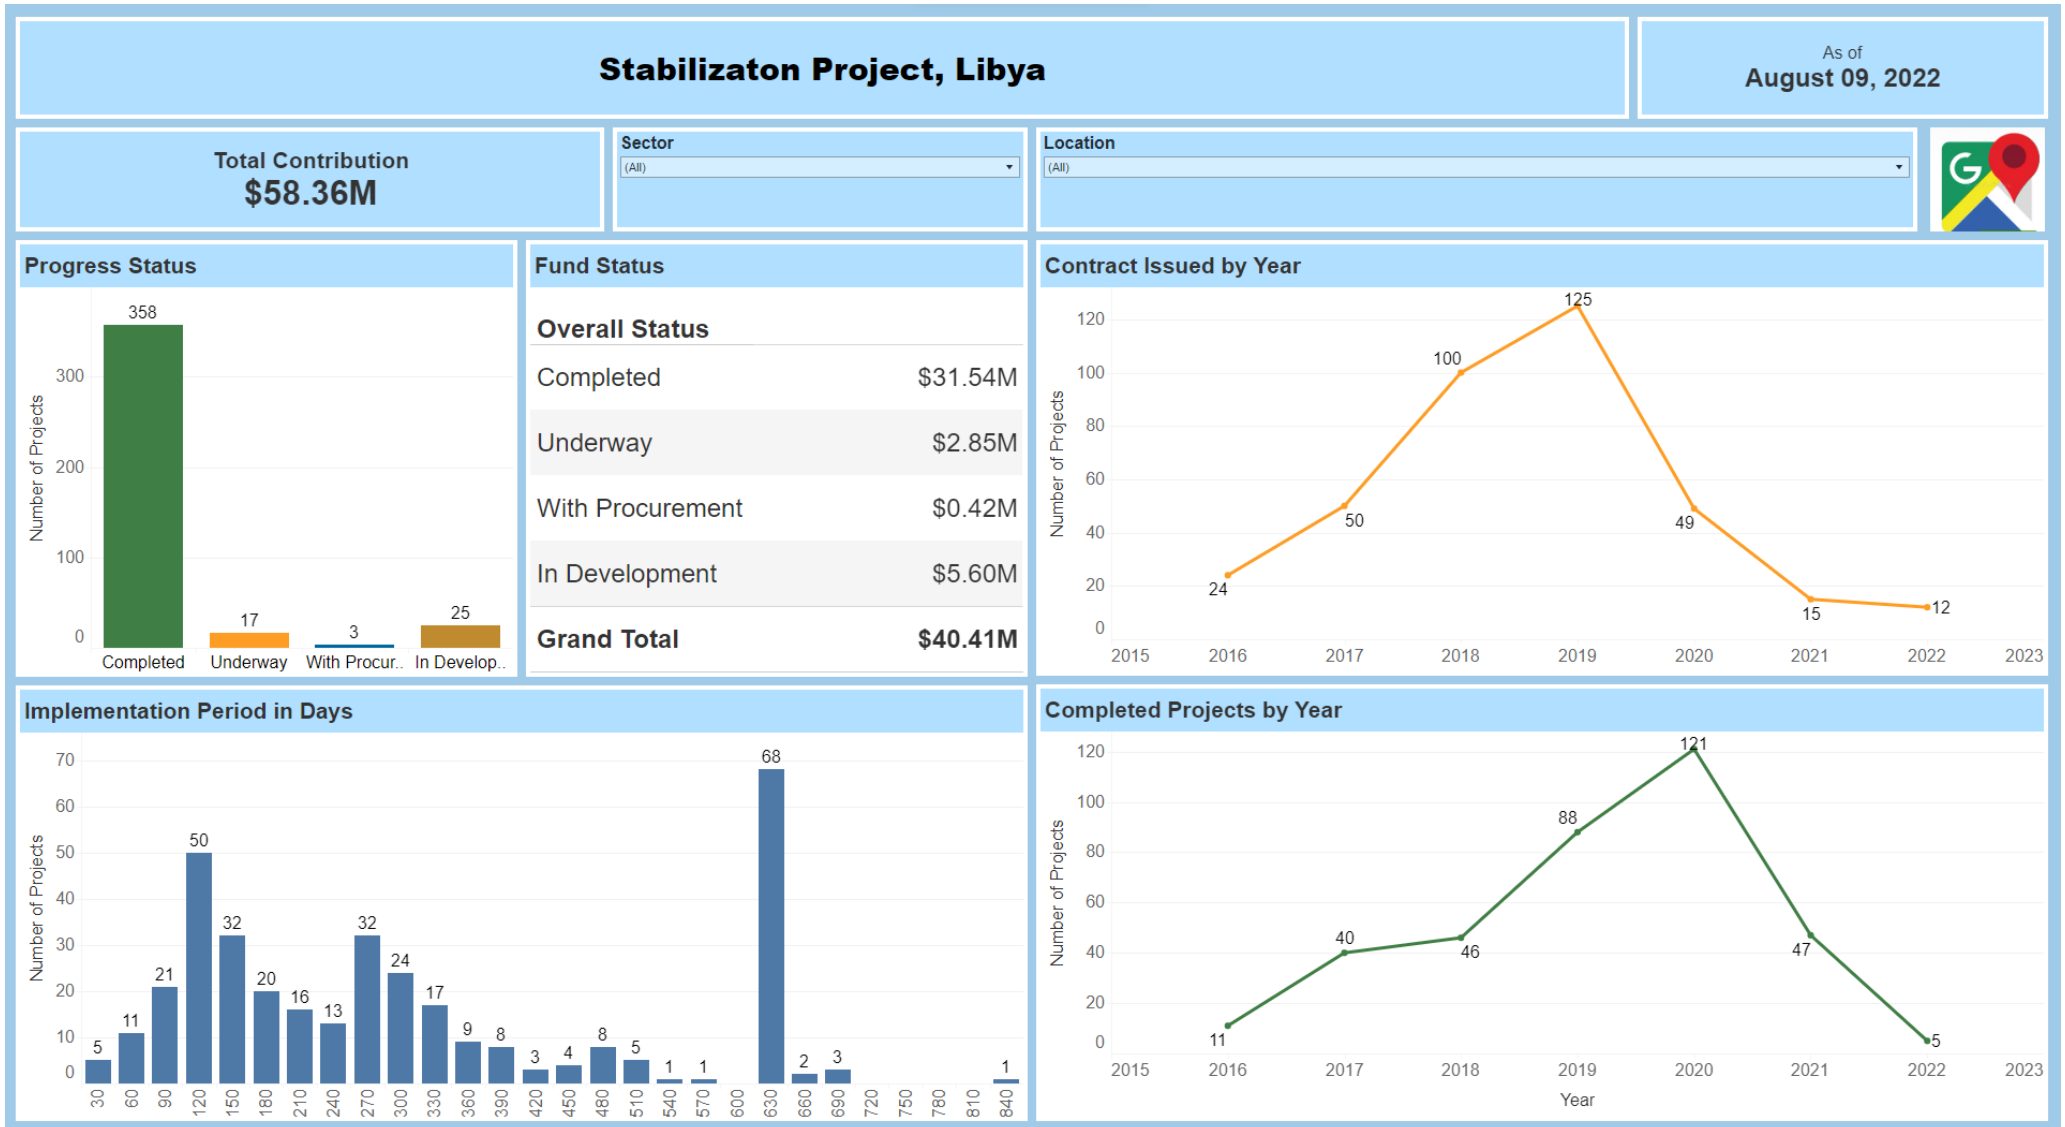 Stabilizaton Project, Libya
As of
August 09, 2022
Total Contribution
$58.36M
Sector
(All)
Location
(All)
G
Progress Status
Number of Projects
300
200
100
0
358
17
3
25
Completed
Underway
With Procur..
In Develop..
Fund Status
Overall Status
Completed $31.54M
Underway $2.85M
With Procurement $0.42M
In Development $5.60M
Grand Total $40.41M
Contract Issued by Year
Number of Projects
120
100
80
60
40
20
0
24
50
100
125
49
15
12
2015 2016 2017 2018 2019 2020 2021 2022 2023
Implementation Period in Days
Number of Projects
70
60
50
40
30
20
10
0
5 11 21 50 32 20 16 13 32 24 17 9 8 3 4 8 5 1 1 68 2 3 1
30 60 90 120 150 180 210 240 270 300 330 360 390 420 450 480 510 540 570 600 630 660 690 720 750 780 810 840
Completed Projects by Year
Number of Projects
120
100
80
60
40
20
0
11
40
46
88
121
47
5
2015 2016 2017 2018 2019 2020 2021 2022 2023
Year